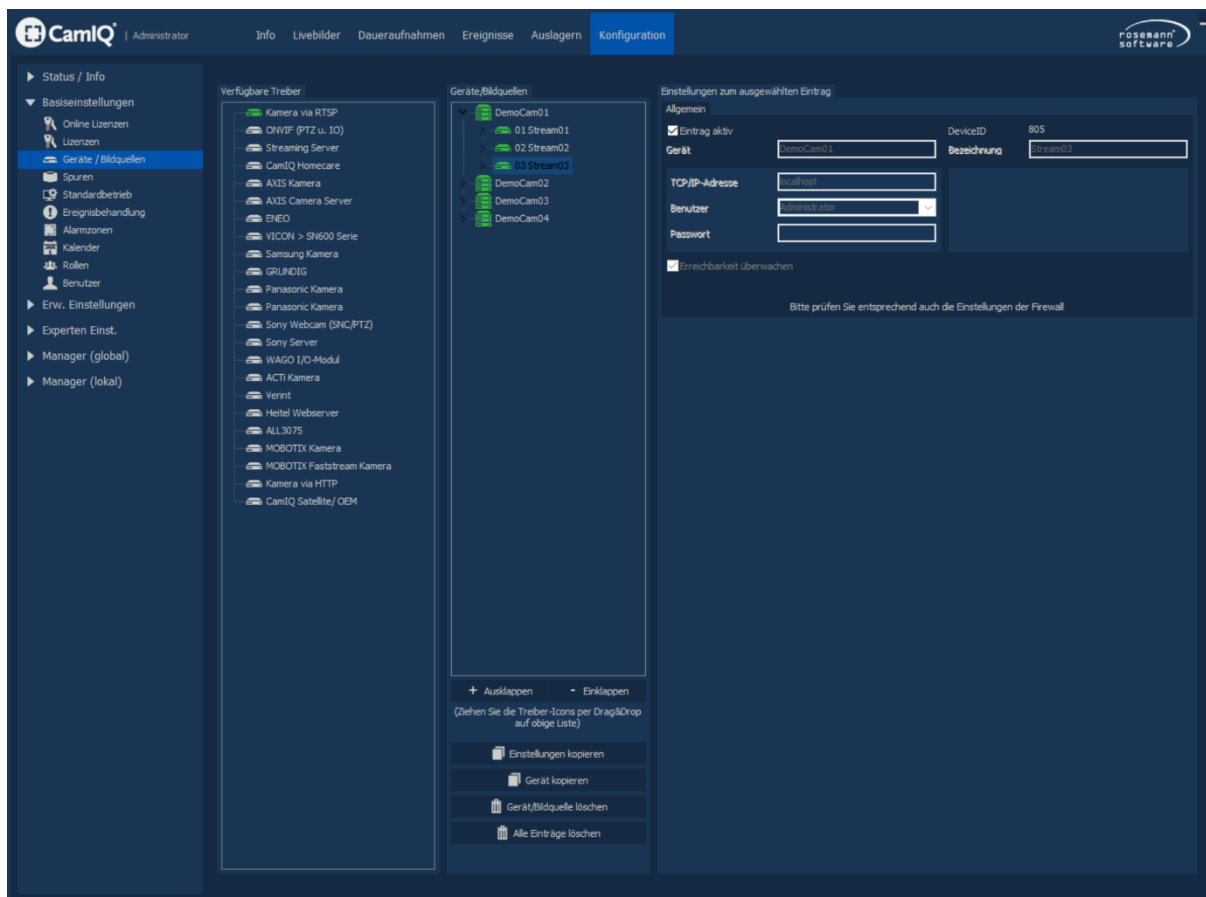 CamIQ | Administrator
Info Livebilder Daueraufnahmen Ereignisse Auslagern Konfiguration
rosemann
software
Status / Info
Basiseinstellungen
Online Lizenzen
Lizenzen
Geräte / Bildquellen
Spuren
Standardbetrieb
Ereignisbehandlung
Alarmzonen
Kalender
Rollen
Benutzer
Erw. Einstellungen
Experten Einst.
Manager (global)
Manager (lokal)
Verfügbare Treiber
Kamera via RTSP
ONVIF (PTZ u. IO)
Streaming Server
CamIQ Homecare
AXIS Kamera
AXIS Camera Server
ENEO
VICON > SN600 Serie
Samsung Kamera
GRUNDIG
Panasonic Kamera
Panasonic Kamera
Sony Webcam (SNC/PTZ)
Sony Server
WAGO I/O-Modul
ACTi Kamera
Verint
Heitel Webserver
ALL3075
MOBOTIX Kamera
MOBOTIX Faststream Kamera
Kamera via HTTP
CamIQ Satellite/ OEM
Geräte/Bildquellen
DemoCam01
01 Stream01
02 Stream02
03 Stream03
DemoCam02
DemoCam03
DemoCam04
+ Ausklappen
- Einklappen
(Ziehen Sie die Treiber-Icons per Drag&Drop
auf obige Liste)
Einstellungen kopieren
Gerät kopieren
Gerät/Bildquelle löschen
Alle Einträge löschen
Einstellungen zum ausgewählten Eintrag
Allgemein
Eintrag aktiv
DeviceID 805
Gerät DemoCam01
Bezeichnung Stream03
TCP/IP-Adresse localhost
Benutzer Administrator
Passwort
Erreichbarkeit überwachen
Bitte prüfen Sie entsprechend auch die Einstellungen der Firewall